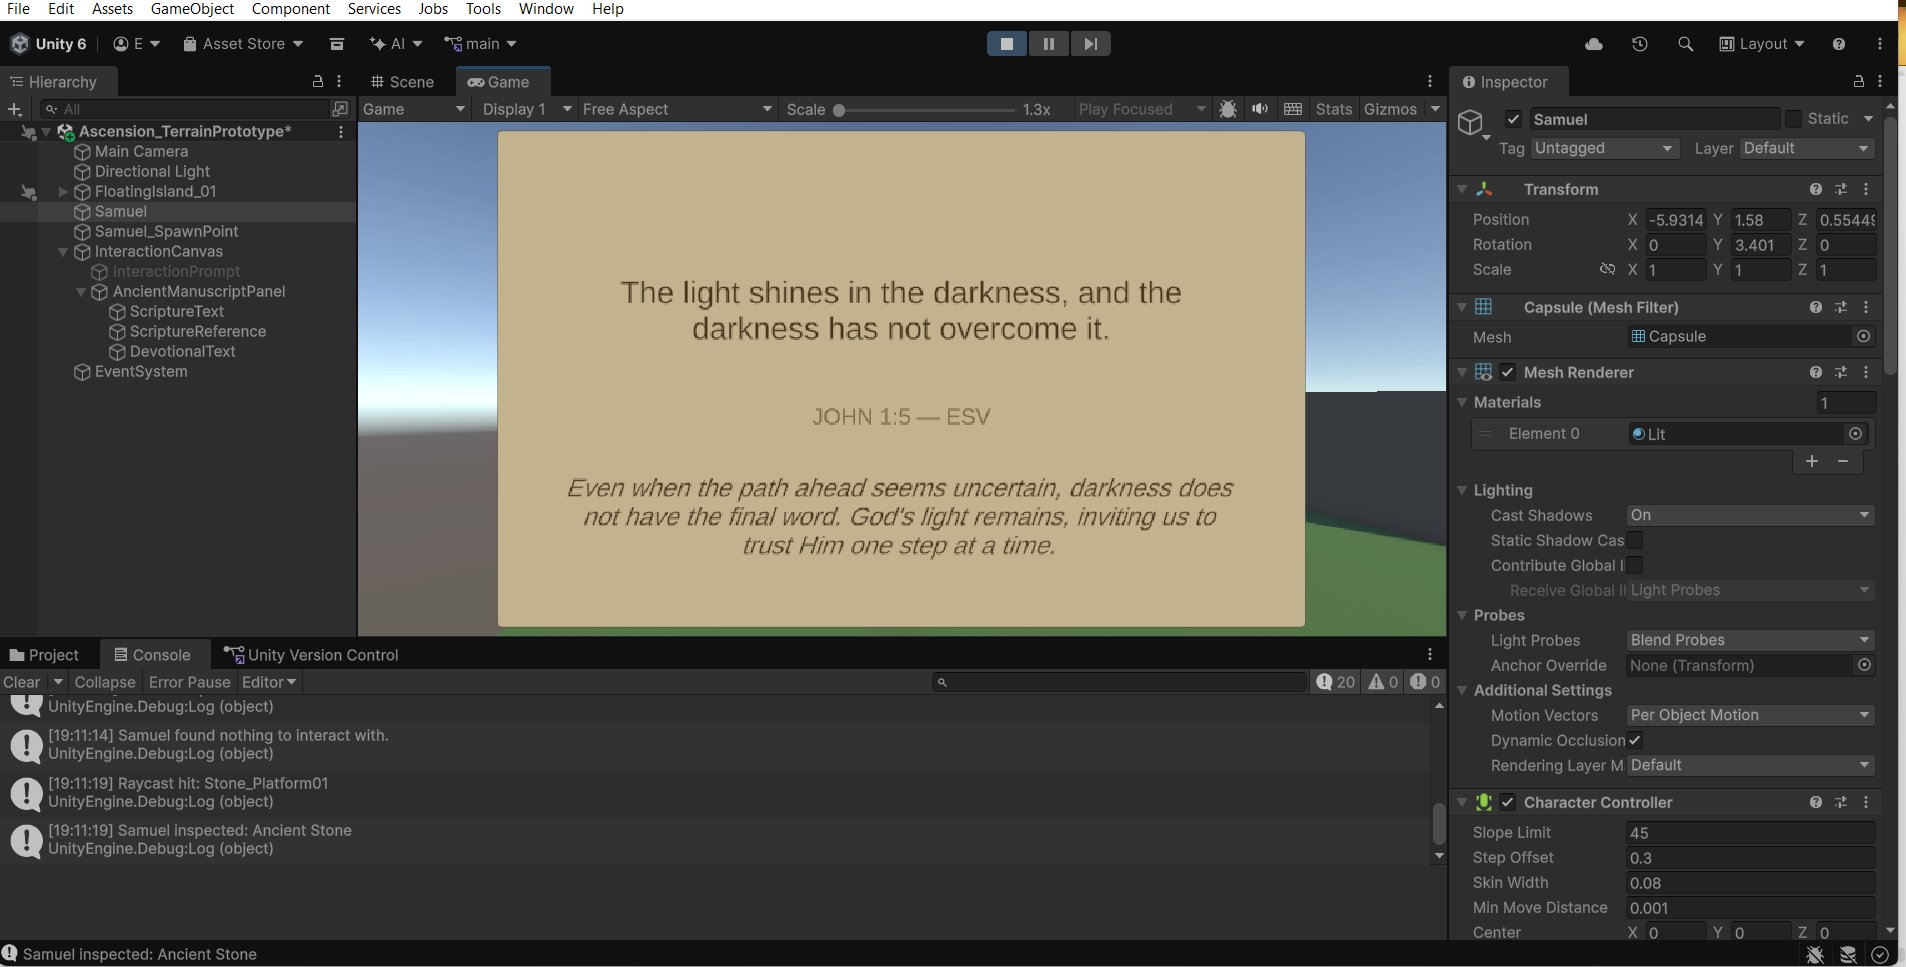 File Edit Assets GameObject Component Services Jobs Tools Window Help
Unity 6 E Asset Store AI main Layout
Hierarchy
All
Ascension_TerrainPrototype*
Main Camera
Directional Light
FloatingIsland_01
Samuel
Samuel_SpawnPoint
InteractionCanvas
InteractionPrompt
AncientManuscriptPanel
ScriptureText
ScriptureReference
DevotionalText
EventSystem
Scene Game
Game Display 1 Free Aspect Scale 1.3x Play Focused Stats Gizmos
The light shines in the darkness, and the
darkness has not overcome it.
JOHN 1:5 — ESV
Even when the path ahead seems uncertain, darkness does
not have the final word. God's light remains, inviting us to
trust Him one step at a time.
Project Console Unity Version Control
Clear Collapse Error Pause Editor 20 0 0
UnityEngine.Debug:Log (object)
[19:11:14] Samuel found nothing to interact with.
UnityEngine.Debug:Log (object)
[19:11:19] Raycast hit: Stone_Platform01
UnityEngine.Debug:Log (object)
[19:11:19] Samuel inspected: Ancient Stone
UnityEngine.Debug:Log (object)
Samuel inspected: Ancient Stone
Inspector
Samuel Static
Tag Untagged Layer Default
Transform
Position X -5.9314 Y 1.58 Z 0.55449
Rotation X 0 Y 3.401 Z 0
Scale X 1 Y 1 Z 1
Capsule (Mesh Filter)
Mesh Capsule
Mesh Renderer
Materials 1
Element 0 Lit
Lighting
Cast Shadows On
Static Shadow Cas
Contribute Global I
Receive Global Il Light Probes
Probes
Light Probes Blend Probes
Anchor Override None (Transform)
Additional Settings
Motion Vectors Per Object Motion
Dynamic Occlusion
Rendering Layer M Default
Character Controller
Slope Limit 45
Step Offset 0.3
Skin Width 0.08
Min Move Distance 0.001
Center X 0 Y 0 Z 0